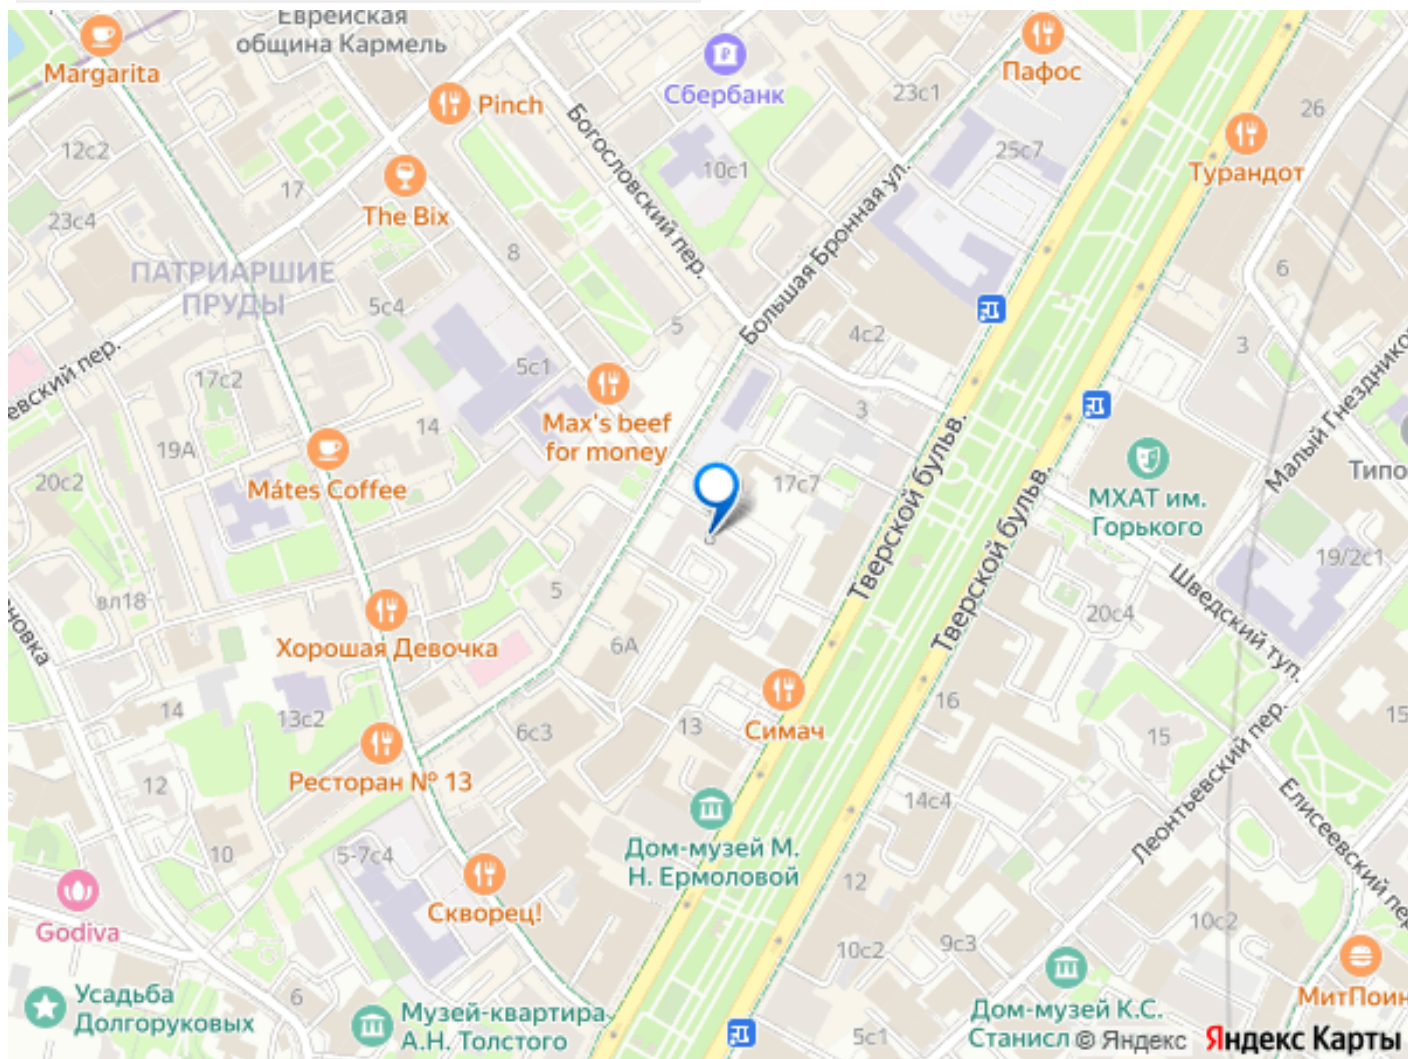 Еврейская
община Кармель
Margarita
Pinch
Сбербанк
Пафос
23с1
26
12с2
17
The Bix
Богословский пер.
10с1
25с7
Турандот
23с4
8
ПАТРИАРШИЕ
ПРУДЫ
5с4
5
Большая Бронная ул.
4с2
6
3
евский пер.
17с2
5с1
Max's beef
for money
3
Малый Гнездников
14
19А
20с2
Mátes Coffee
17с7
Тверской бульв.
Тверской бульв.
МХАТ им.
Горького
Типо
19/2с1
Шведский туп.
20с4
вл18
новка
5
Хорошая Девочка
6А
14
13с2
6с3
13
Симач
16
15
15
Ресторан № 13
12
14с4
Леонтьевский пер.
Елисеевский пер
10
5-7с4
Дом-музей М.
Н. Ермоловой
12
Скворец!
Godiva
10с2
9с3
10с2
МитПоин
6
Усадьба
Долгоруковых
Музей-квартира
А.Н. Толстого
Дом-музей К.С.
Станисл
5с1
© Яндекс
Яндекс Карты